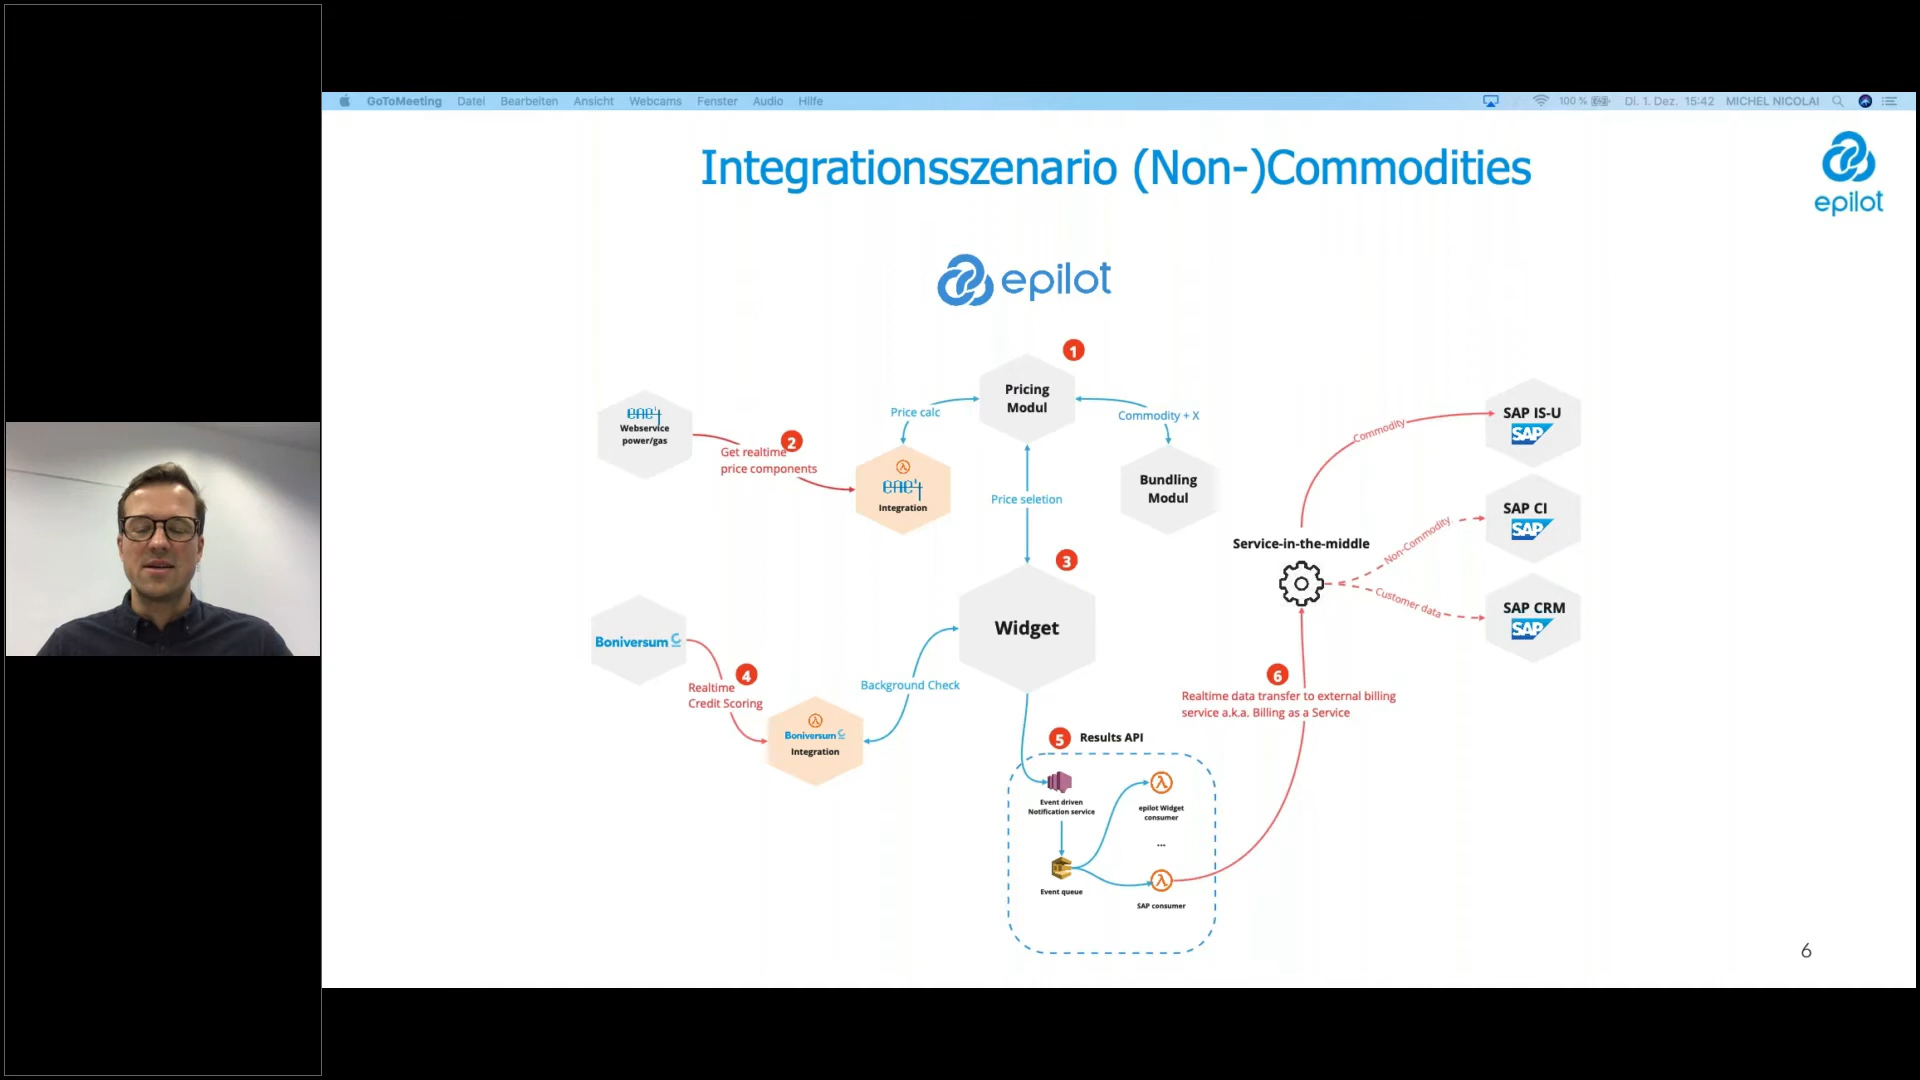 GoToMeeting Datei Bearbeiten Ansicht Webcams Fenster Audio Hilfe
100 % Di. 1. Dez. 15:42 MICHEL NICOLAI
Integrationsszenario (Non-)Commodities
epilot
epilot
1
Pricing
Modul
Price calc
Commodity + X
ene't
Webservice
power/gas
2
Get realtime
price components
ene't
Integration
Price seletion
Bundling
Modul
Commodity
SAP IS-U
SAP
SAP CI
SAP
Non-Commodity
Service-in-the-middle
Customer data
SAP CRM
SAP
3
Widget
Boniversum
4
Realtime
Credit Scoring
Background Check
Boniversum
Integration
6
Realtime data transfer to external billing
service a.k.a. Billing as a Service
5 Results API
Event driven
Notification service
epilot Widget
consumer
...
Event queue
SAP consumer
6